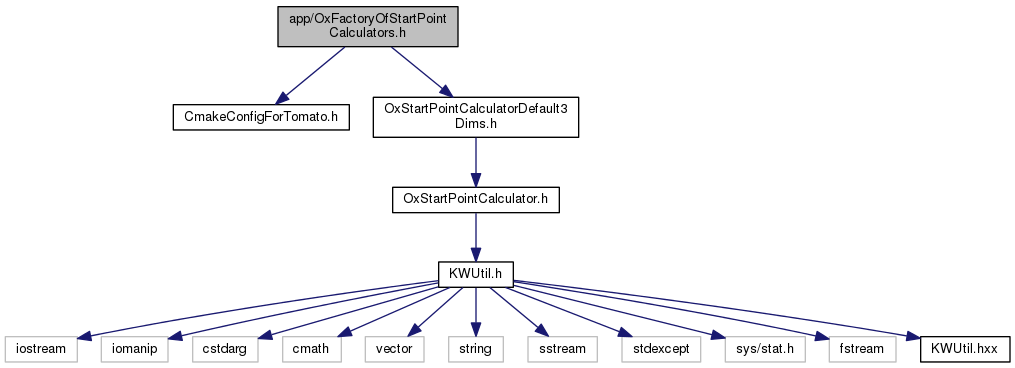 app/OxFactoryOfStartPoint
Calculators.h
CmakeConfigForTomato.h
OxStartPointCalculatorDefault3
Dims.h
OxStartPointCalculator.h
KWUtil.h
iostream
iomanip
cstdarg
cmath
vector
string
sstream
stdexcept
sys/stat.h
fstream
KWUtil.hxx